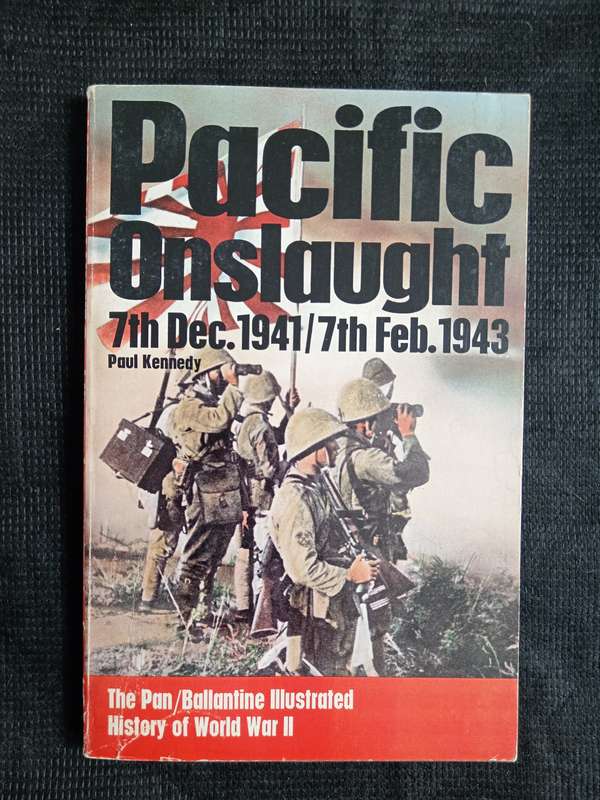 Pacific
Onslaught
7th Dec.1941/7th Feb.1943
Paul Kennedy
The Pan/Ballantine Illustrated
History of World War II